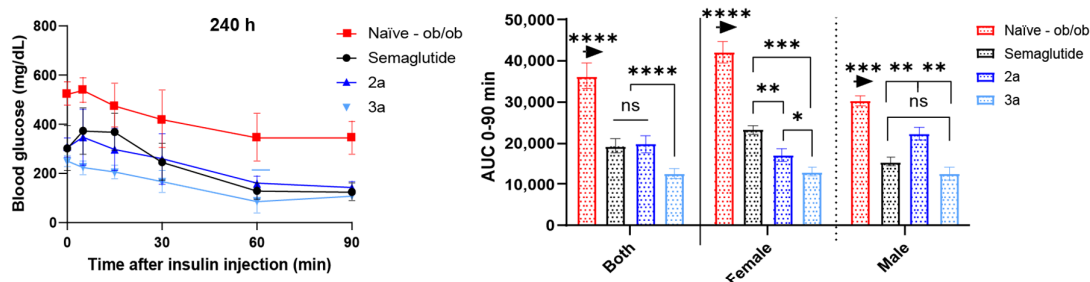 240 h
Blood glucose (mg/dL)
800
600
400
200
0
0 30 60 90
Time after insulin injection (min)
Naïve - ob/ob
Semaglutide
2a
3a
AUC 0-90 min
50,000
40,000
30,000
20,000
10,000
0
****
****
ns
****
***
**
*
***
** **
ns
Both
Female
Male
Naïve - ob/ob
Semaglutide
2a
3a